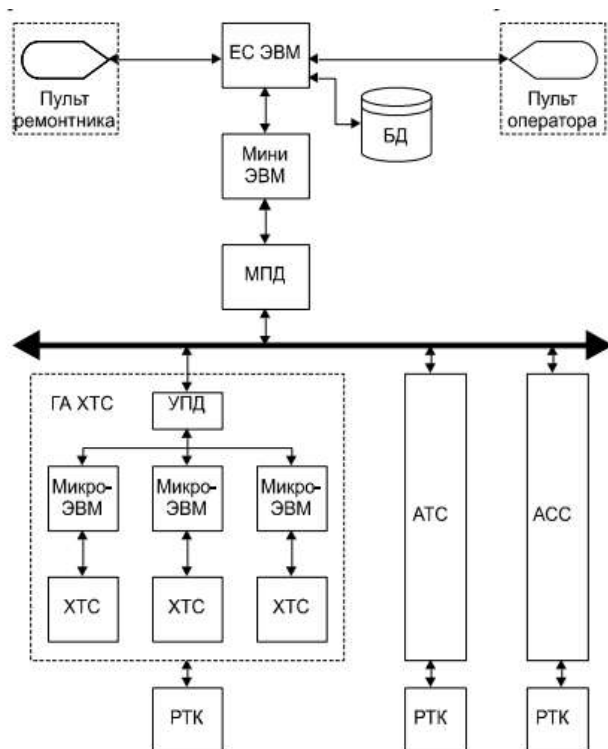 ЕС ЭВМ
Пульт
ремонтника
Пульт
оператора
БД
Мини
ЭВМ
МПД
ГА ХТС
УПД
Микро-
ЭВМ
Микро-
ЭВМ
Микро-
ЭВМ
АТС
АСС
ХТС
ХТС
ХТС
РТК
РТК
РТК